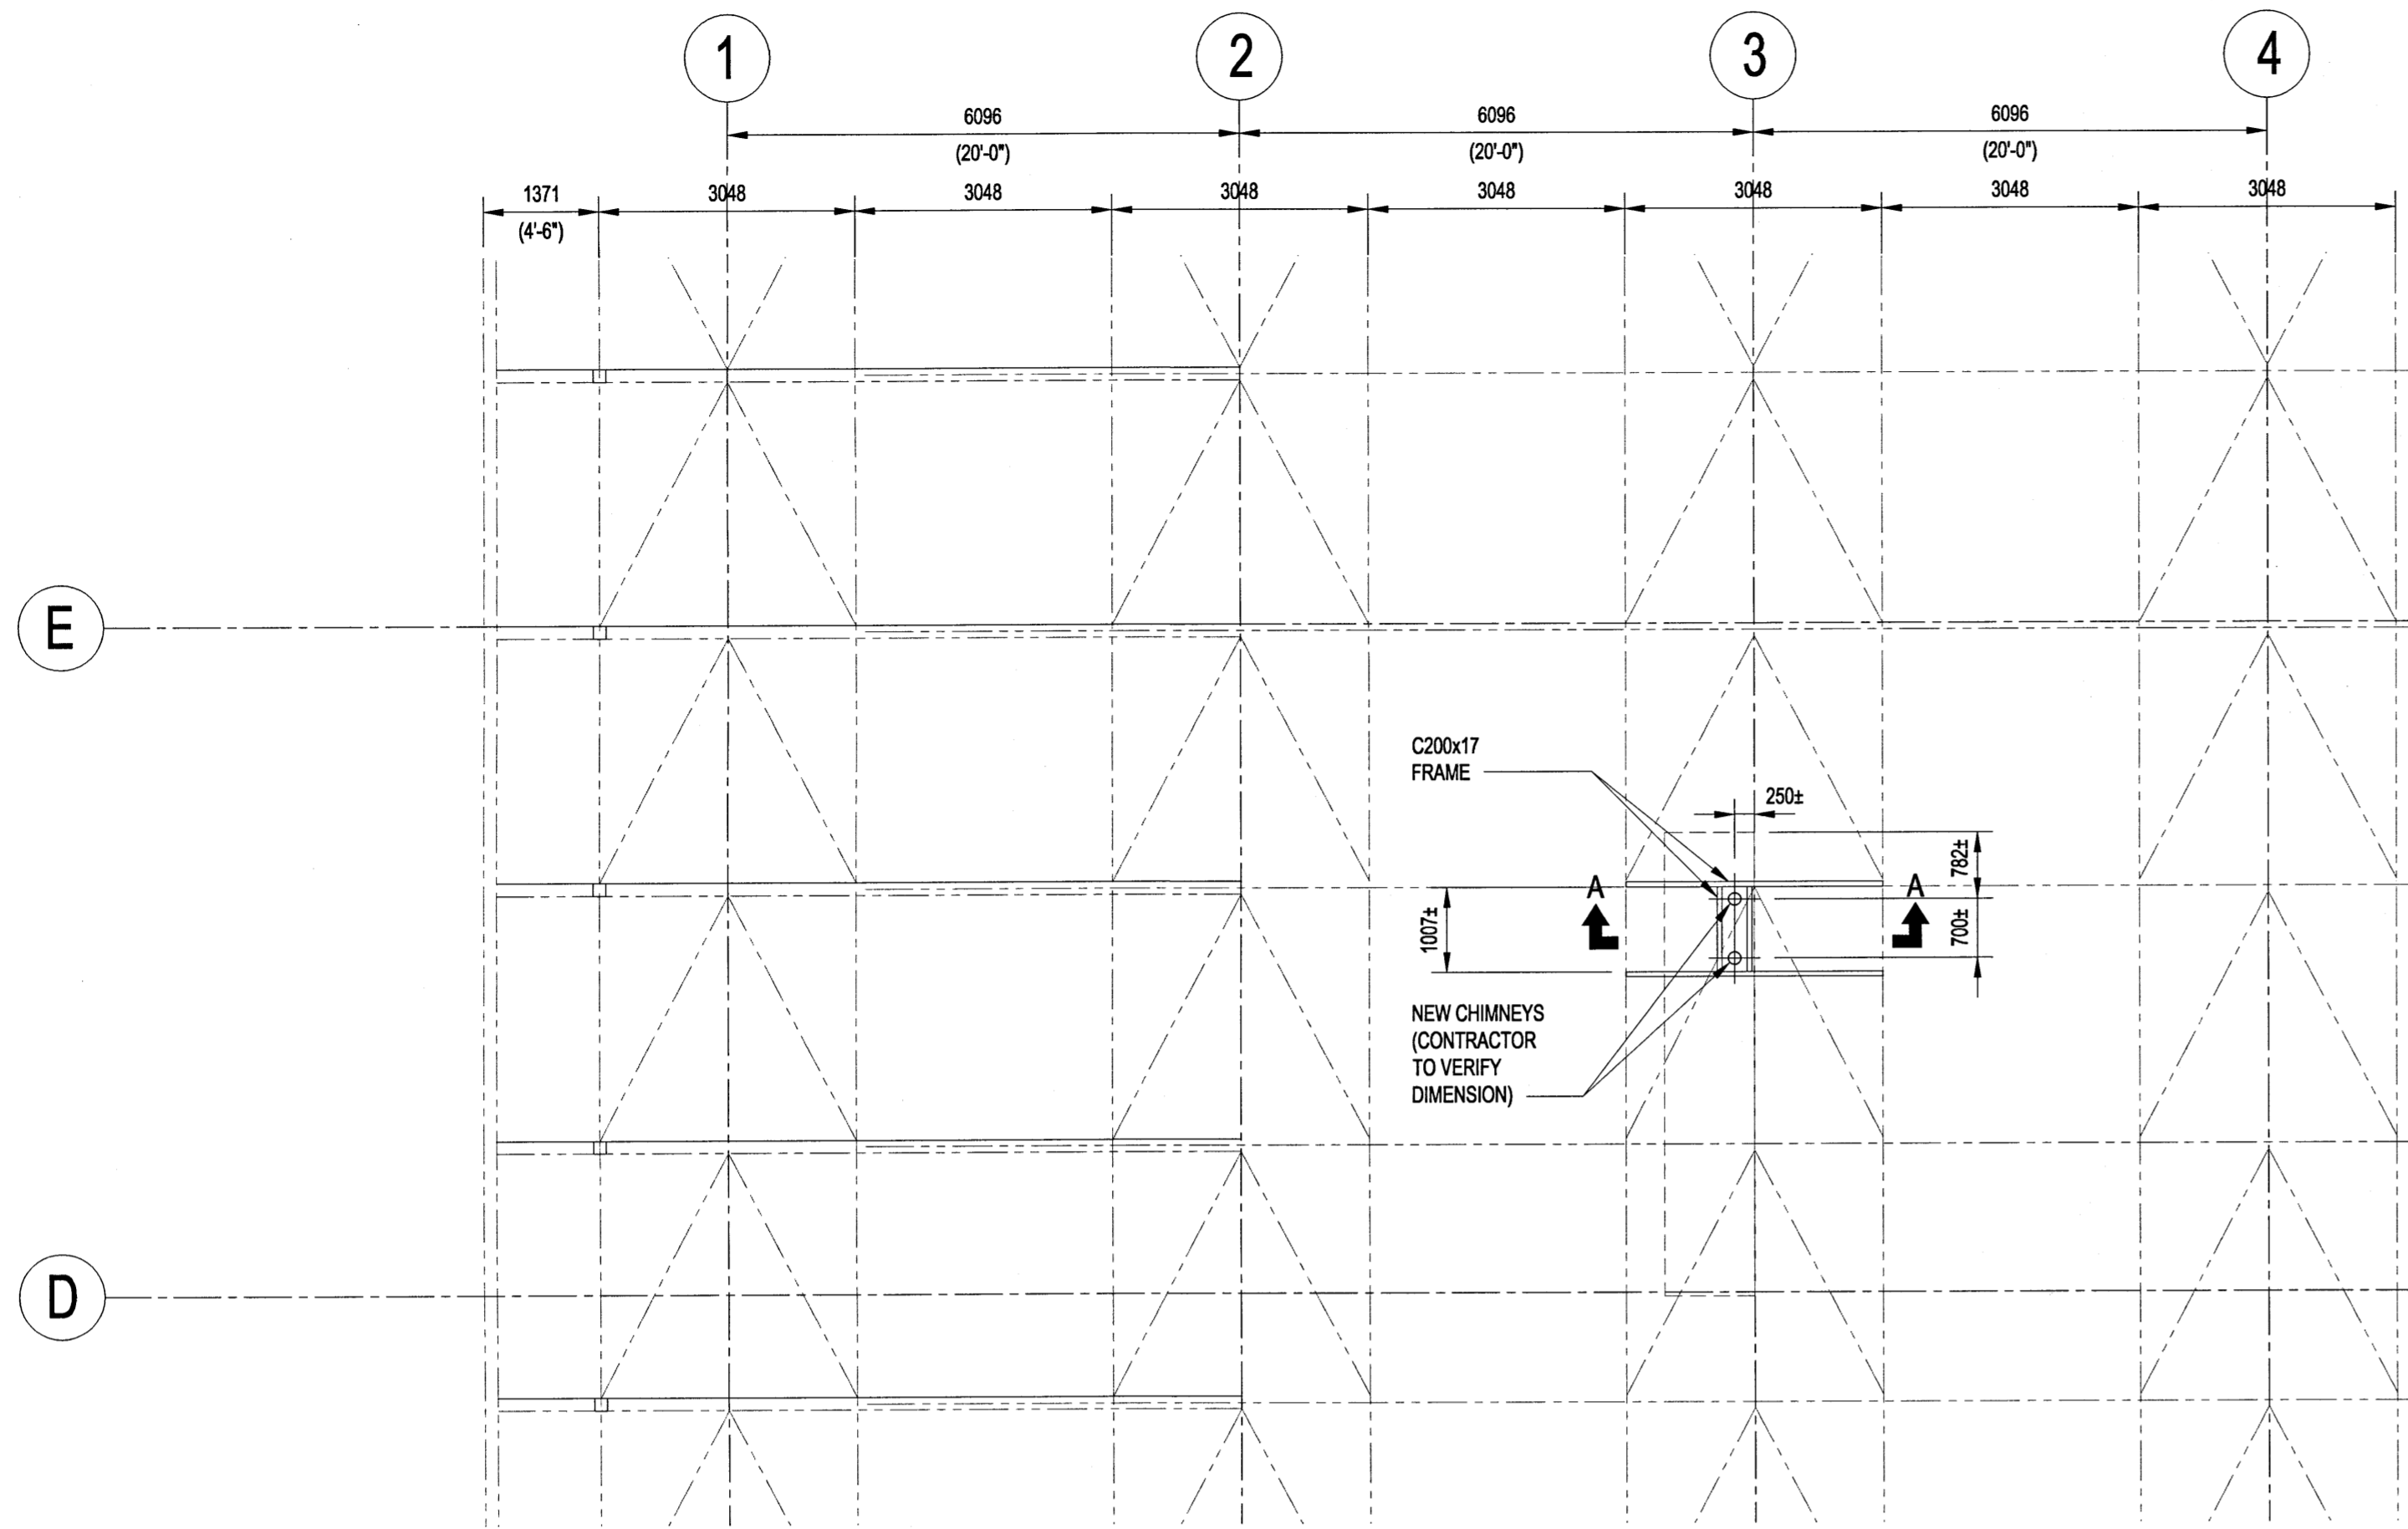 1 2 3 4
6096 6096 6096
(20'-0") (20'-0") (20'-0")
1371 3048 3048 3048 3048 3048 3048 3048
(4'-6")
E
C200x17
FRAME
250±
782±
A A
1007±
700±
NEW CHIMNEYS
(CONTRACTOR
TO VERIFY
DIMENSION)
D